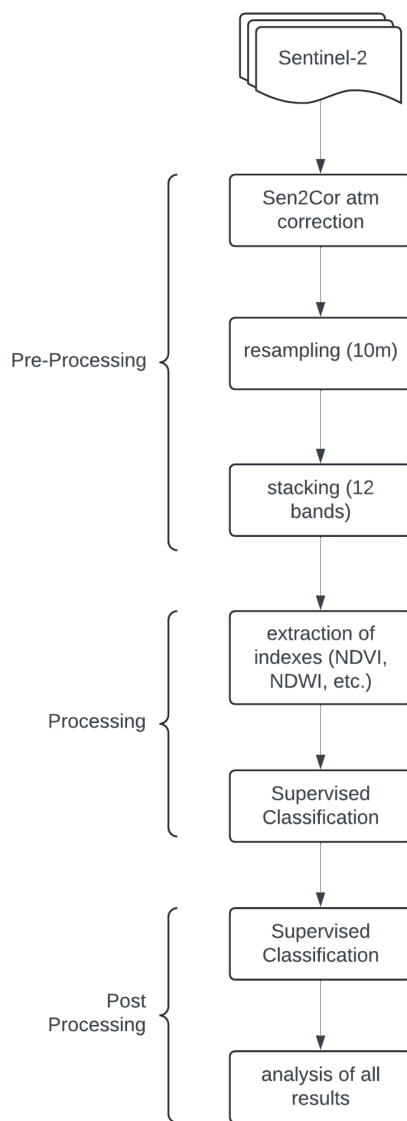 Sentinel-2
Sen2Cor atm
correction
Pre-Processing
resampling (10m)
stacking (12
bands)
extraction of
indexes (NDVI,
NDWI, etc.)
Processing
Supervised
Classification
Supervised
Classification
Post
Processing
analysis of all
results